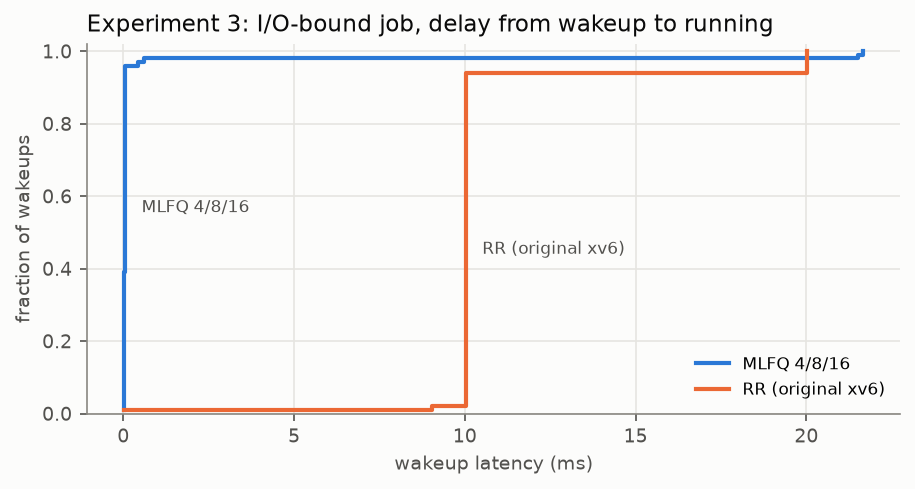 Experiment 3: I/O-bound job, delay from wakeup to running
1.0
0.8
0.6
0.4
0.2
0.0
fraction of wakeups
MLFQ 4/8/16
RR (original xv6)
MLFQ 4/8/16
RR (original xv6)
0 5 10 15 20
wakeup latency (ms)